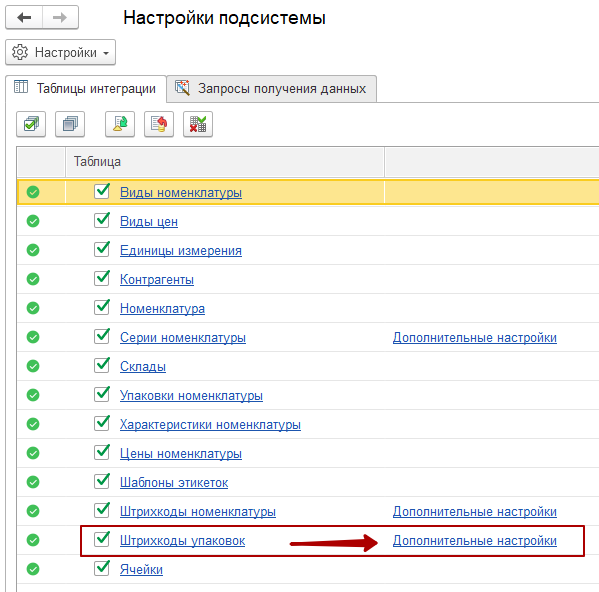 Настройки подсистемы
Настройки
Таблицы интеграции Запросы получения данных
Таблица
Виды номенклатуры
Виды цен
Единицы измерения
Контрагенты
Номенклатура
Серии номенклатуры Дополнительные настройки
Склады
Упаковки номенклатуры
Характеристики номенклатуры
Цены номенклатуры
Шаблоны этикеток
Штрихкоды номенклатуры Дополнительные настройки
Штрихкоды упаковок Дополнительные настройки
Ячейки